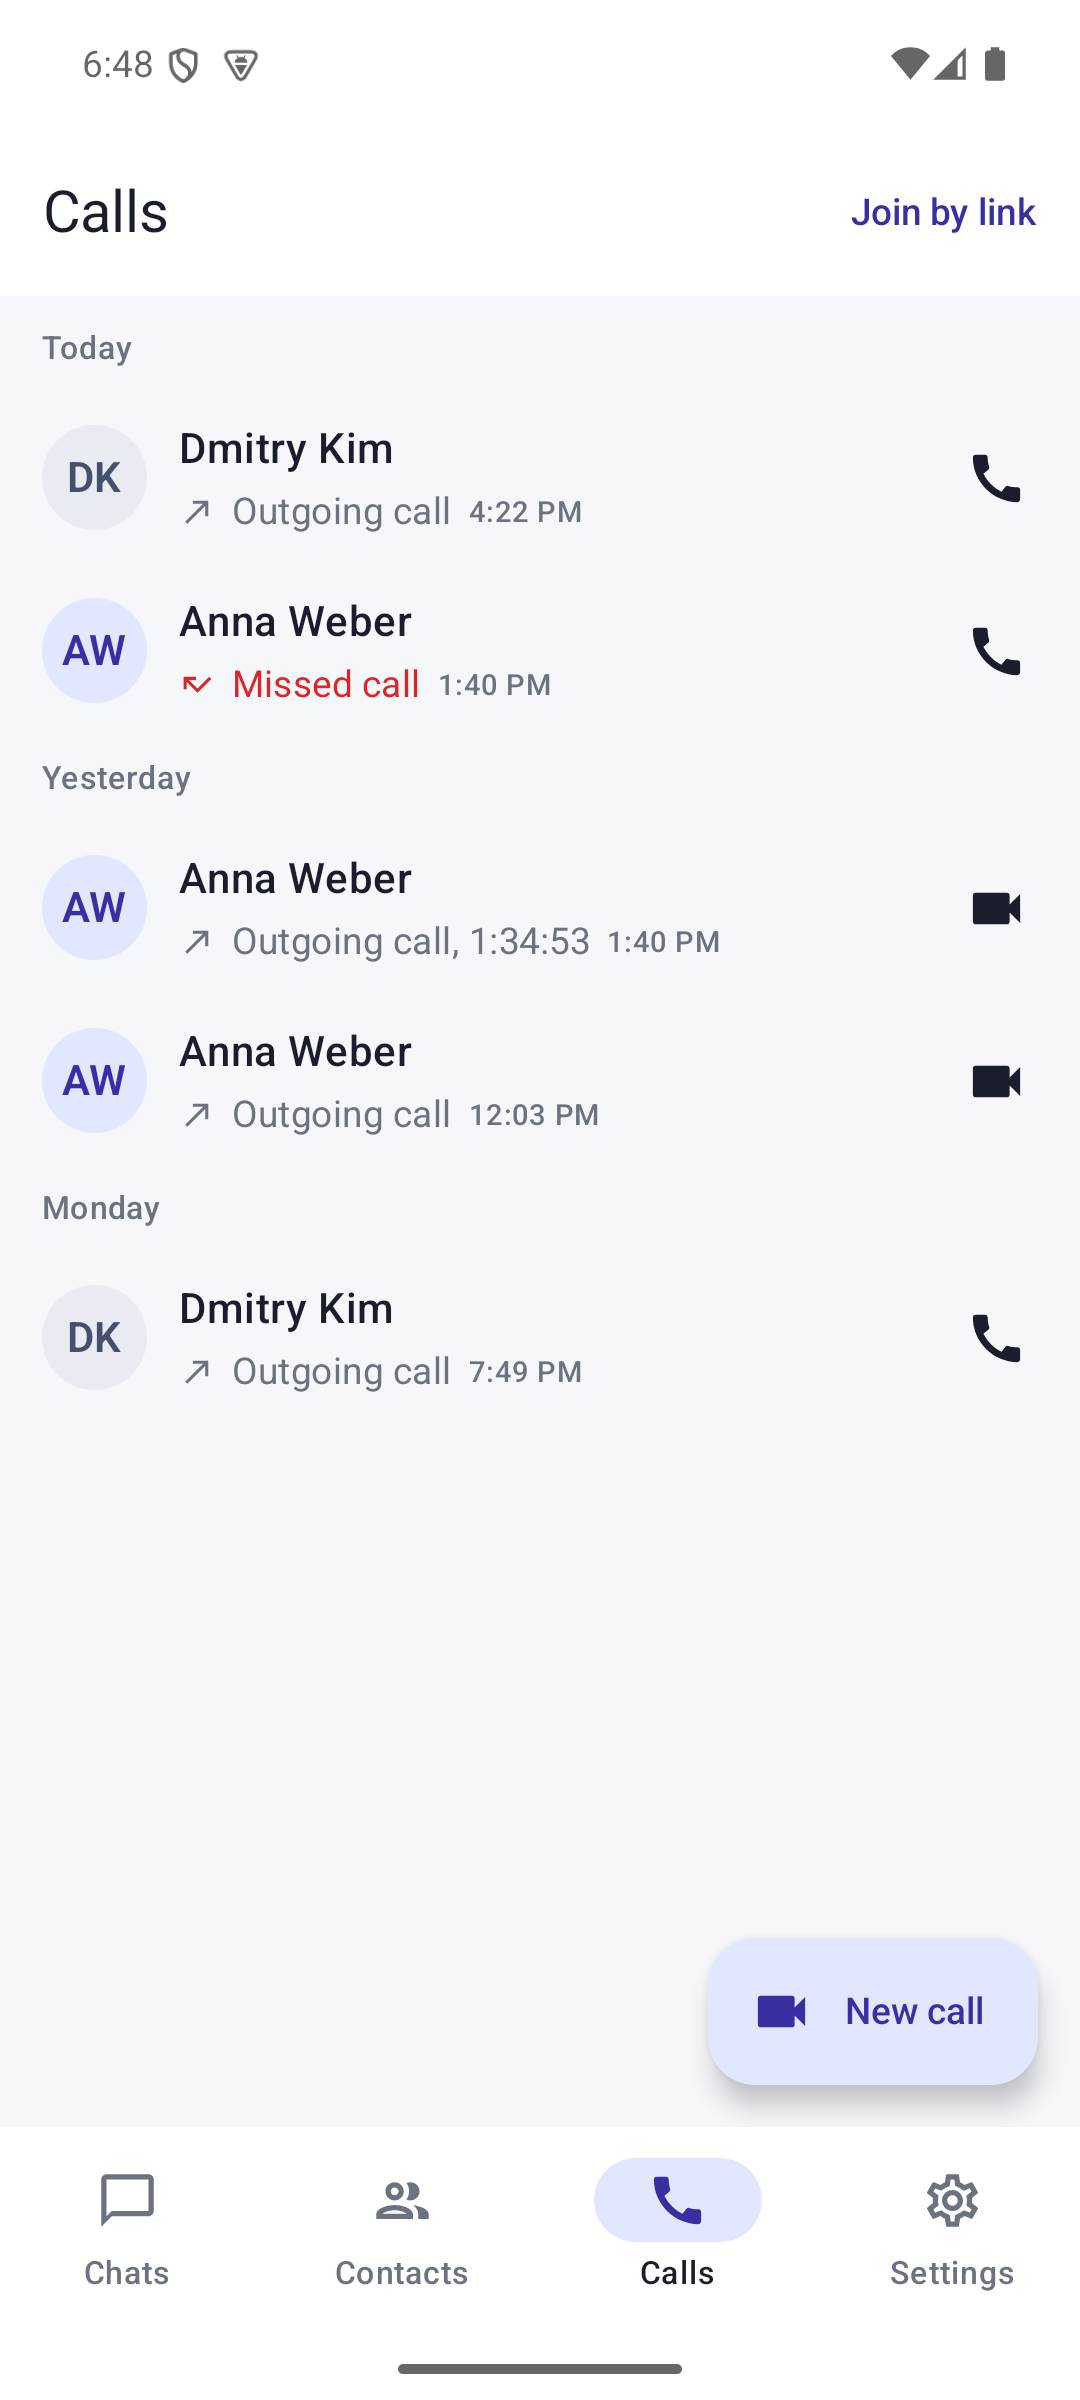 6:48
Calls
Join by link
Today
DK
Dmitry Kim
Outgoing call 4:22 PM
AW
Anna Weber
Missed call 1:40 PM
Yesterday
AW
Anna Weber
Outgoing call, 1:34:53 1:40 PM
AW
Anna Weber
Outgoing call 12:03 PM
Monday
DK
Dmitry Kim
Outgoing call 7:49 PM
New call
Chats
Contacts
Calls
Settings